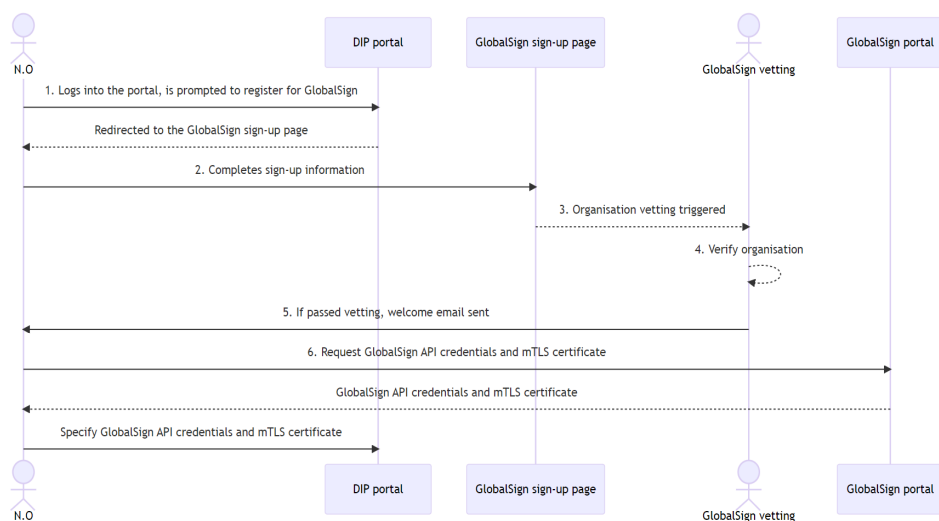 DIP portal
GlobalSign sign-up page
GlobalSign portal
N.O
GlobalSign vetting
1. Logs into the portal, is prompted to register for GlobalSign
Redirected to the GlobalSign sign-up page
2. Completes sign-up information
3. Organisation vetting triggered
4. Verify organisation
5. If passed vetting, welcome email sent
6. Request GlobalSign API credentials and mTLS certificate
GlobalSign API credentials and mTLS certificate
Specify GlobalSign API credentials and mTLS certificate
DIP portal
GlobalSign sign-up page
GlobalSign portal
N.O
GlobalSign vetting